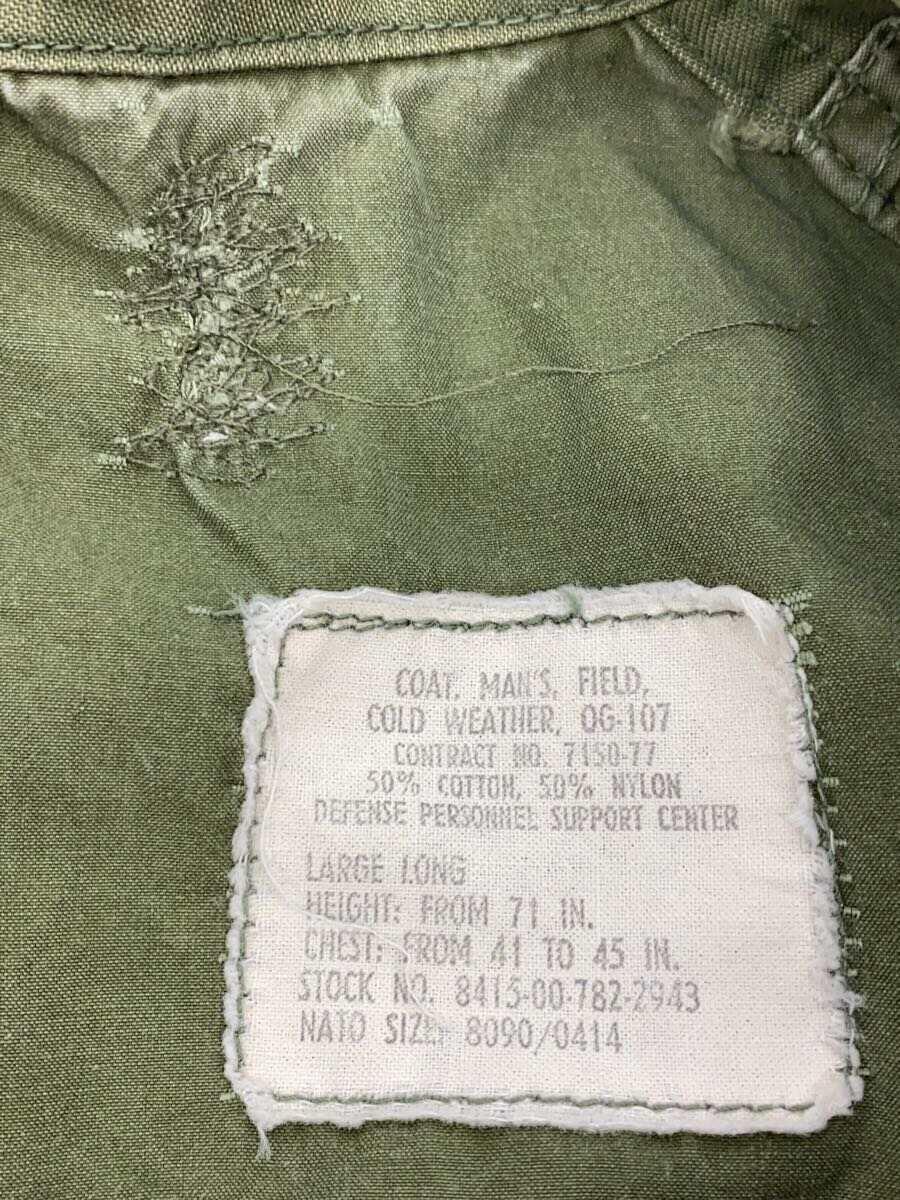 COAT, MAN'S, FIELD,
COLD WEATHER, OG-107
CONTRACT NO. 7150-77
50% COTTON, 50% NYLON
DEFENSE PERSONNEL SUPPORT CENTER
LARGE LONG
HEIGHT: FROM 71 IN.
CHEST: FROM 41 TO 45 IN.
STOCK NO. 8415-00-782-2943
NATO SIZE: 8090/0414